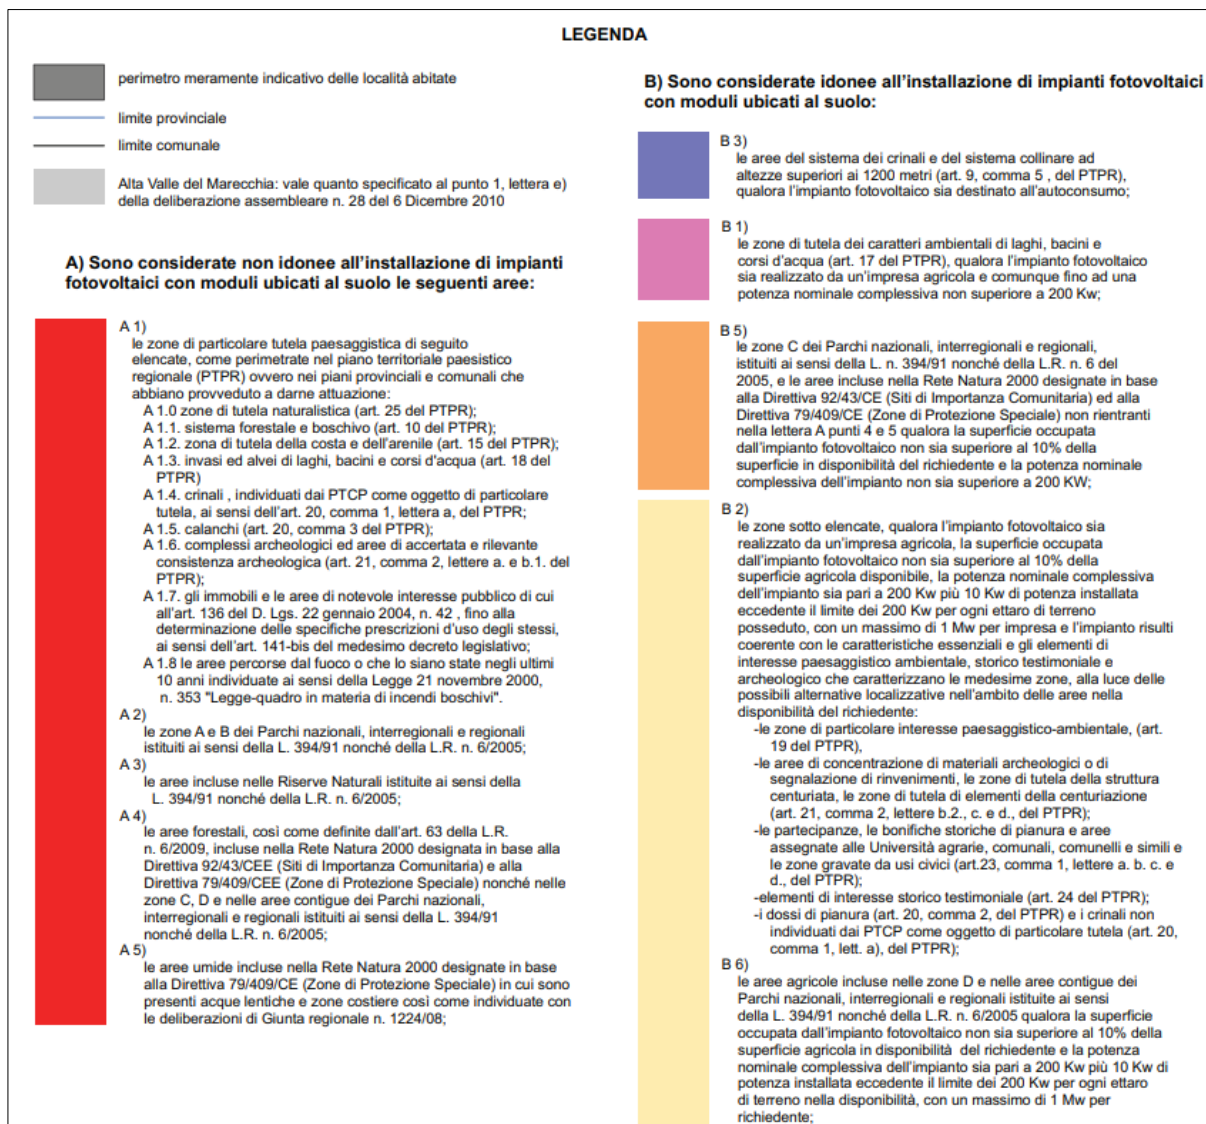 LEGENDA
perimetro meramente indicativo delle località abitate
limite provinciale
limite comunale
Alta Valle del Marecchia: vale quanto specificato al punto 1, lettera e)
della deliberazione assembleare n. 28 del 6 Dicembre 2010
A) Sono considerate non idonee all'installazione di impianti
fotovoltaici con moduli ubicati al suolo le seguenti aree:
A 1)
le zone di particolare tutela paesaggistica di seguito
elencate, come perimetrate nel piano territoriale paesistico
regionale (PTPR) ovvero nei piani provinciali e comunali che
abbiano provveduto a darne attuazione:
A 1.0 zone di tutela naturalistica (art. 25 del PTPR);
A 1.1. sistema forestale e boschivo (art. 10 del PTPR);
A 1.2. zona di tutela della costa e dell'arenile (art. 15 del PTPR);
A 1.3. invasi ed alvei di laghi, bacini e corsi d'acqua (art. 18 del
PTPR)
A 1.4. crinali , individuati dai PTCP come oggetto di particolare
tutela, ai sensi dell'art. 20, comma 1, lettera a, del PTPR;
A 1.5. calanchi (art. 20, comma 3 del PTPR);
A 1.6. complessi archeologici ed aree di accertata e rilevante
consistenza archeologica (art. 21, comma 2, lettere a. e b.1. del
PTPR);
A 1.7. gli immobili e le aree di notevole interesse pubblico di cui
all'art. 136 del D. Lgs. 22 gennaio 2004, n. 42 , fino alla
determinazione delle specifiche prescrizioni d'uso degli stessi,
ai sensi dell'art. 141-bis del medesimo decreto legislativo;
A 1.8 le aree percorse dal fuoco o che lo siano state negli ultimi
10 anni individuate ai sensi della Legge 21 novembre 2000,
n. 353 "Legge-quadro in materia di incendi boschivi".
A 2)
le zone A e B dei Parchi nazionali, interregionali e regionali
istituiti ai sensi della L. 394/91 nonché della L.R. n. 6/2005;
A 3)
le aree incluse nelle Riserve Naturali istituite ai sensi della
L. 394/91 nonché della L.R. n. 6/2005;
A 4)
le aree forestali, così come definite dall'art. 63 della L.R.
n. 6/2009, incluse nella Rete Natura 2000 designata in base alla
Direttiva 92/43/CEE (Siti di Importanza Comunitaria) e alla
Direttiva 79/409/CEE (Zone di Protezione Speciale) nonché nelle
zone C, D e nelle aree contigue dei Parchi nazionali,
interregionali e regionali istituiti ai sensi della L. 394/91
nonché della L.R. n. 6/2005;
A 5)
le aree umide incluse nella Rete Natura 2000 designate in base
alla Direttiva 79/409/CE (Zone di Protezione Speciale) in cui sono
presenti acque lentiche e zone costiere così come individuate con
le deliberazioni di Giunta regionale n. 1224/08;
B) Sono considerate idonee all'installazione di impianti fotovoltaici
con moduli ubicati al suolo:
B 3)
le aree del sistema dei crinali e del sistema collinare ad
altezze superiori ai 1200 metri (art. 9, comma 5 , del PTPR),
qualora l'impianto fotovoltaico sia destinato all'autoconsumo;
B 1)
le zone di tutela dei caratteri ambientali di laghi, bacini e
corsi d'acqua (art. 17 del PTPR), qualora l'impianto fotovoltaico
sia realizzato da un'impresa agricola e comunque fino ad una
potenza nominale complessiva non superiore a 200 Kw;
B 5)
le zone C dei Parchi nazionali, interregionali e regionali,
istituiti ai sensi della L. n. 394/91 nonché della L.R. n. 6 del
2005, e le aree incluse nella Rete Natura 2000 designate in base
alla Direttiva 92/43/CE (Siti di Importanza Comunitaria) ed alla
Direttiva 79/409/CE (Zone di Protezione Speciale) non rientranti
nella lettera A punti 4 e 5 qualora la superficie occupata
dall'impianto fotovoltaico non sia superiore al 10% della
superficie in disponibilità del richiedente e la potenza nominale
complessiva dell'impianto non sia superiore a 200 KW;
B 2)
le zone sotto elencate, qualora l'impianto fotovoltaico sia
realizzato da un'impresa agricola, la superficie occupata
dall'impianto fotovoltaico non sia superiore al 10% della
superficie agricola disponibile, la potenza nominale complessiva
dell'impianto sia pari a 200 Kw più 10 Kw di potenza installata
eccedente il limite dei 200 Kw per ogni ettaro di terreno
posseduto, con un massimo di 1 Mw per impresa e l'impianto risulti
coerente con le caratteristiche essenziali e gli elementi di
interesse paesaggistico ambientale, storico testimoniale e
archeologico che caratterizzano le medesime zone, alla luce delle
possibili alternative localizzative nell'ambito delle aree nella
disponibilità del richiedente:
-le zone di particolare interesse paesaggistico-ambientale, (art.
19 del PTPR),
-le aree di concentrazione di materiali archeologici o di
segnalazione di rinvenimenti, le zone di tutela della struttura
centuriata, le zone di tutela di elementi della centuriazione
(art. 21, comma 2, lettere b.2., c. e d., del PTPR);
-le partecipanze, le bonifiche storiche di pianura e aree
assegnate alle Università agrarie, comunali, comunelli e simili e
le zone gravate da usi civici (art.23, comma 1, lettere a. b. c. e
d., del PTPR);
-elementi di interesse storico testimoniale (art. 24 del PTPR);
-i dossi di pianura (art. 20, comma 2, del PTPR) e i crinali non
individuati dai PTCP come oggetto di particolare tutela (art. 20,
comma 1, lett. a), del PTPR);
B 6)
le aree agricole incluse nelle zone D e nelle aree contigue dei
Parchi nazionali, interregionali e regionali istituite ai sensi
della L. 394/91 nonché della L.R. n. 6/2005 qualora la superficie
occupata dall'impianto fotovoltaico non sia superiore al 10% della
superficie agricola in disponibilità del richiedente e la potenza
nominale complessiva dell'impianto sia pari a 200 Kw più 10 Kw di
potenza installata eccedente il limite dei 200 Kw per ogni ettaro
di terreno nella disponibilità, con un massimo di 1 Mw per
richiedente;